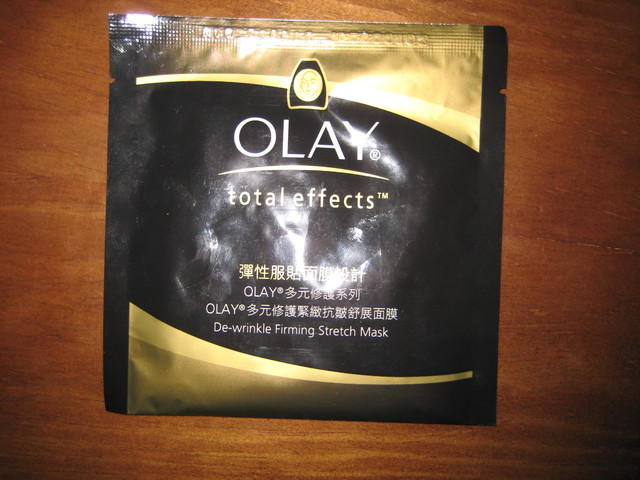 OLAY®
total effects™
彈性服貼面膜設計
OLAY®多元修護系列
OLAY®多元修護緊緻抗皺舒展面膜
De-wrinkle Firming Stretch Mask